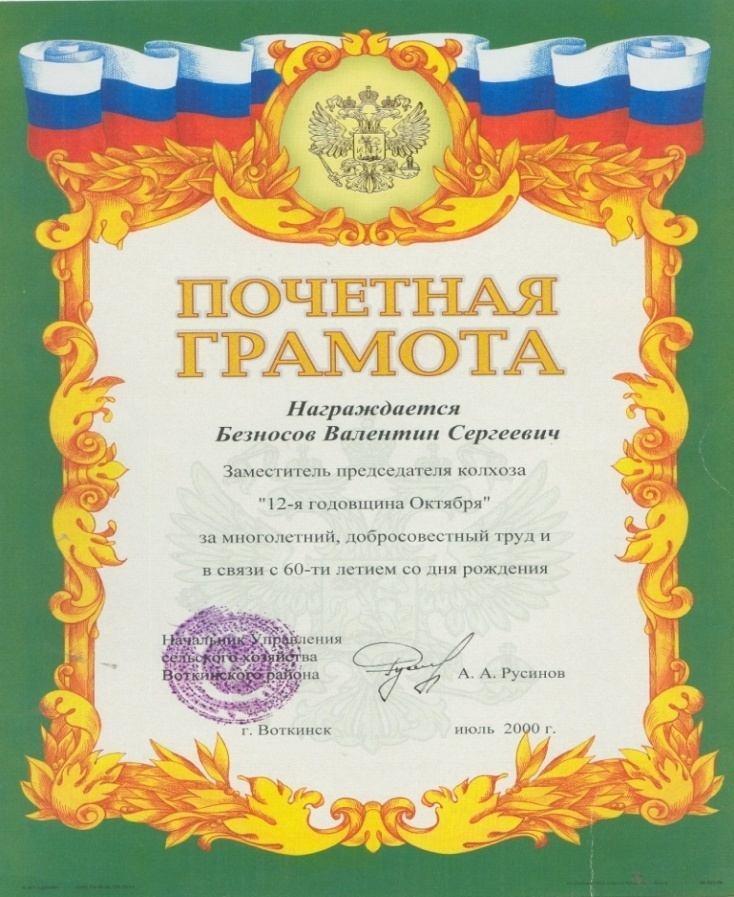 ПОЧЕТНАЯ
ГРАМОТА
Награждается
Безносов Валентин Сергеевич
Заместитель председателя колхоза
"12-я годовщина Октября"
за многолетний, добросовестный труд и
в связи с 60-ти летием со дня рождения
Начальник Управления
сельского хозяйства
Воткинского района
А. А. Русинов
г. Воткинск
июль 2000 г.